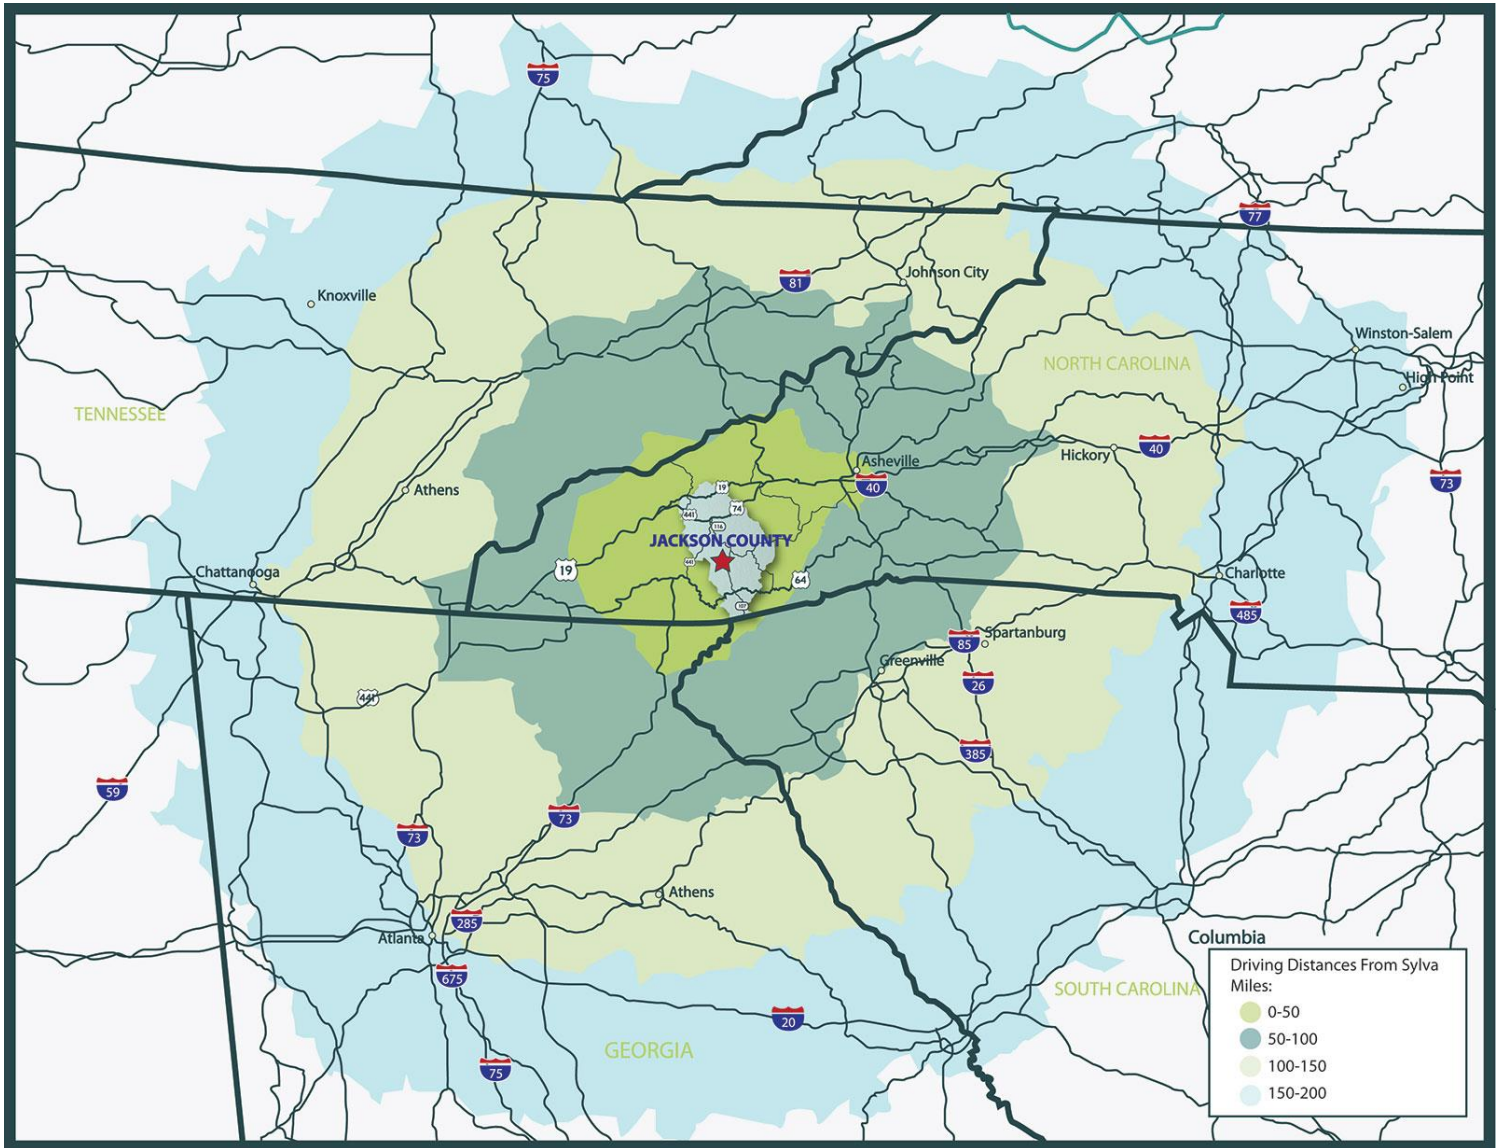 75
77
81
Johnson City
Knoxville
Winston-Salem
NORTH CAROLINA
High Point
TENNESSEE
40
Hickory
Asheville
40
73
Athens
19
74
441
116
JACKSON COUNTY
441
19
64
107
Chattanooga
Charlotte
485
85
Spartanburg
Greenville
26
441
385
59
73
73
Athens
285
Atlanta
675
Columbia
SOUTH CAROLINA
20
GEORGIA
75
Driving Distances From Sylva
Miles:
0-50
50-100
100-150
150-200